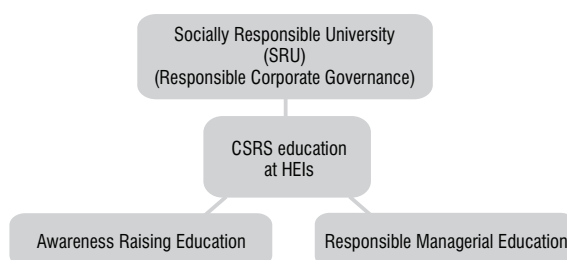 Socially Responsible University
(SRU)
(Responsible Corporate Governance)
CSRS education
at HEIs
Awareness Raising Education
Responsible Managerial Education